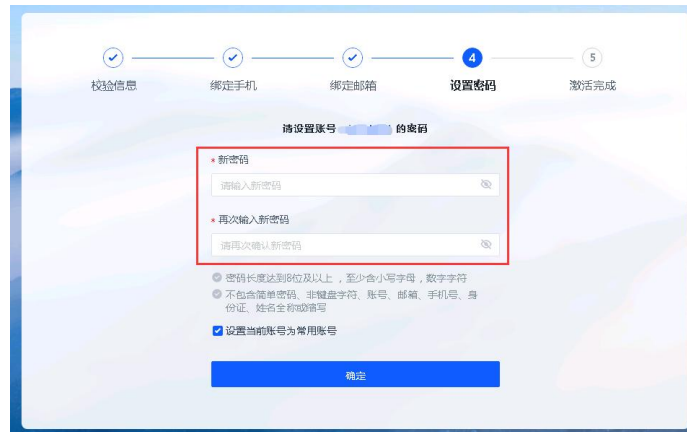 4
5
校验信息
绑定手机
绑定邮箱
设置密码
激活完成
请设置账号 的密码
* 新密码
请输入新密码
* 再次输入新密码
请再次确认新密码
密码长度达到8位及以上，至少含小写字母，数字字符
不包含简单密码、非键盘字符、账号、邮箱、手机号、身
份证、姓名全称或缩写
设置当前账号为常用账号
确定